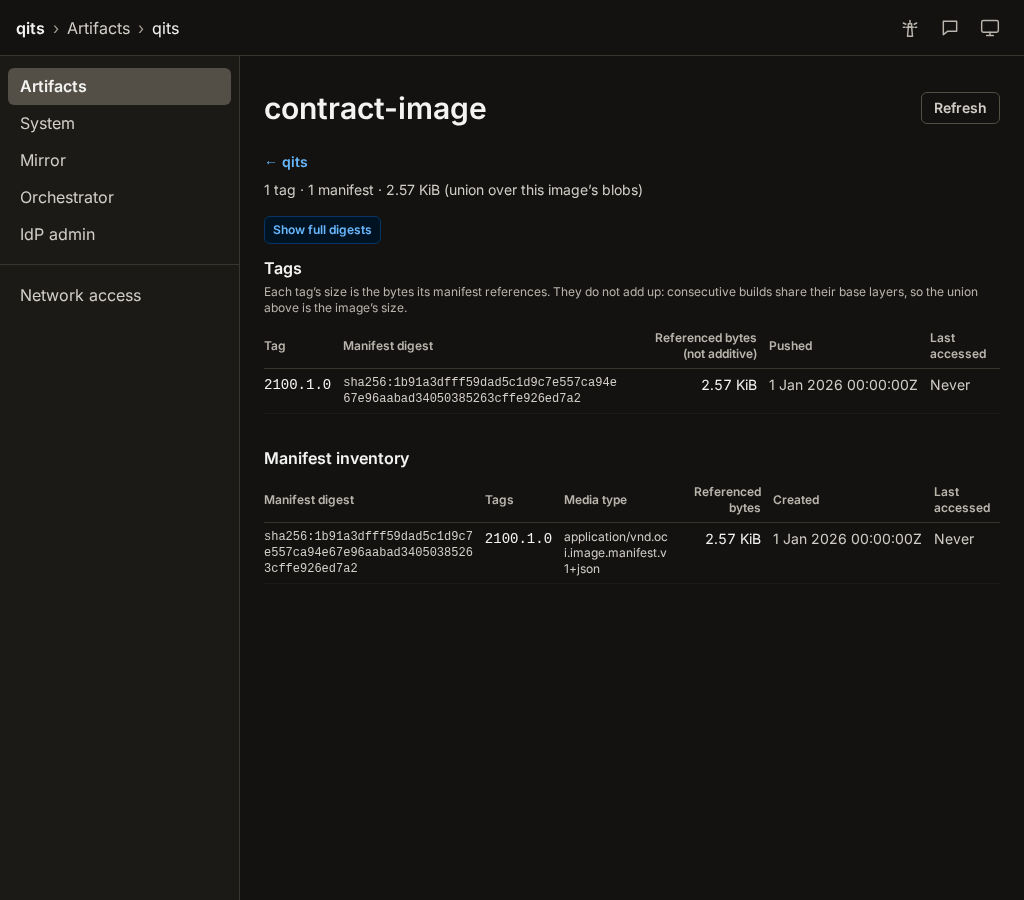 qits › Artifacts › qits
Artifacts
System
Mirror
Orchestrator
IdP admin
Network access
contract-image
Refresh
← qits
1 tag · 1 manifest · 2.57 KiB (union over this image’s blobs)
Show full digests
Tags
Each tag’s size is the bytes its manifest references. They do not add up: consecutive builds share their base layers, so the union
above is the image’s size.
Tag Manifest digest Referenced bytes (not additive) Pushed Last accessed
2100.1.0 sha256:1b91a3dfff59dad5c1d9c7e557ca94e 2.57 KiB 1 Jan 2026 00:00:00Z Never
67e96aabad34050385263cffe926ed7a2
Manifest inventory
Manifest digest Tags Media type Referenced bytes Created Last accessed
sha256:1b91a3dfff59dad5c1d9c7 2100.1.0 application/vnd.oc 2.57 KiB 1 Jan 2026 00:00:00Z Never
e557ca94e67e96aabad3405038526 i.image.manifest.v
3cffe926ed7a2 1+json